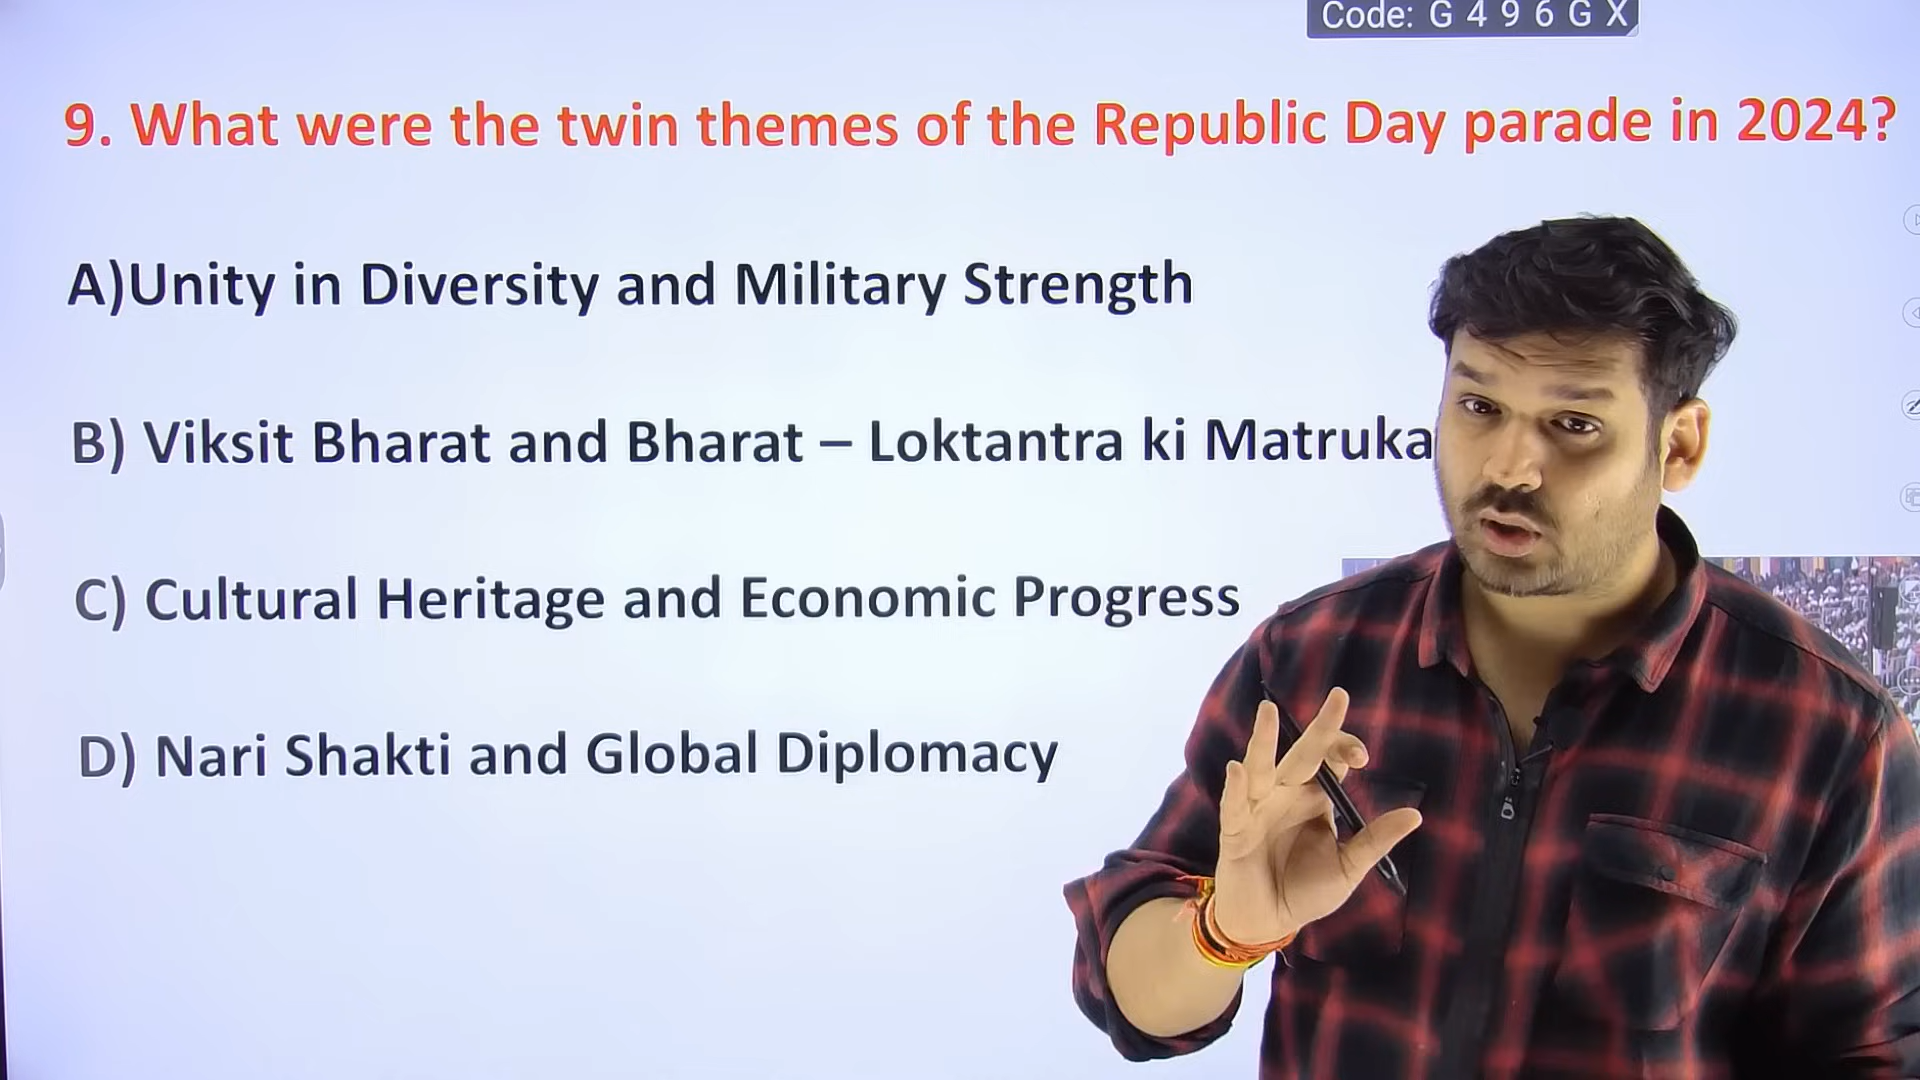 Code: G 4 9 6 G X
9. What were the twin themes of the Republic Day parade in 2024?
A)Unity in Diversity and Military Strength
B) Viksit Bharat and Bharat – Loktantra ki Matruka
C) Cultural Heritage and Economic Progress
D) Nari Shakti and Global Diplomacy